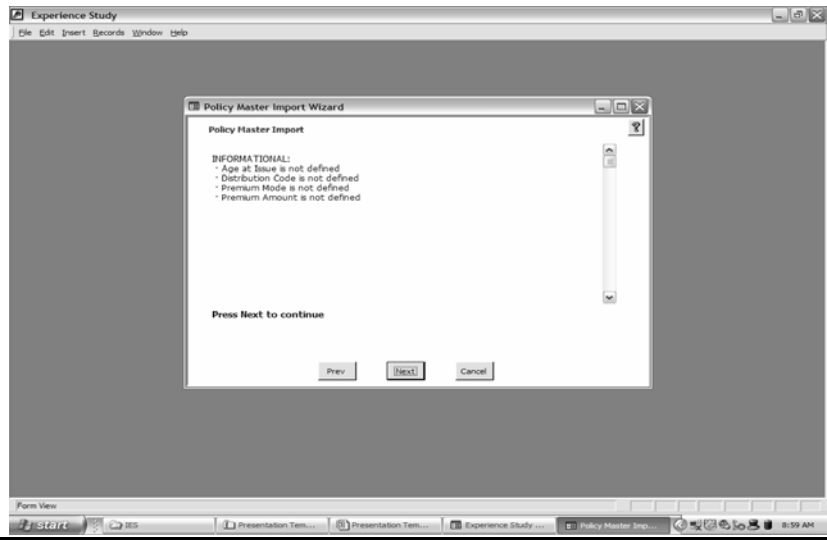 Experience Study
File Edit Insert Records Window Help
Policy Master Import Wizard
Policy Master Import
?
INFORMATIONAL:
- Age at Issue is not defined
- Distribution Code is not defined
- Premium Mode is not defined
- Premium Amount is not defined
Press Next to continue
Prev Next Cancel
Form View
start IES Presentation Tem... Presentation Tem... Experience Study ... Policy Master Imp... 8:59 AM